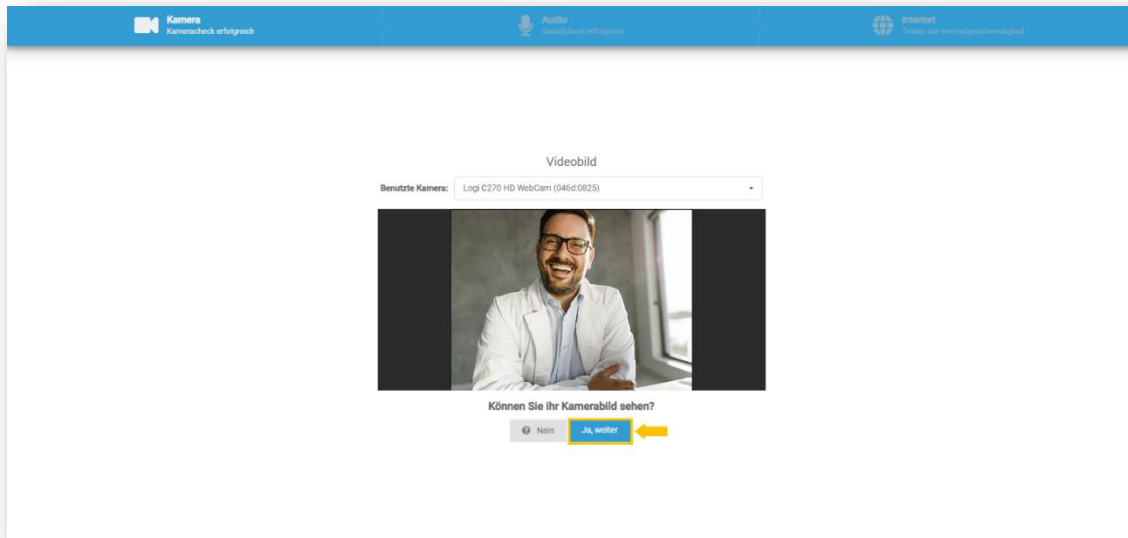 Kamera
Kameracheck erfolgreich
Audio
Soundcheck erfolgreich
Internet
Testen der Internetgeschwindigkeit
Videobild
Benutzte Kamera: Logi C270 HD WebCam (046d:0825)
Können Sie ihr Kamerabild sehen?
Nein Ja, weiter